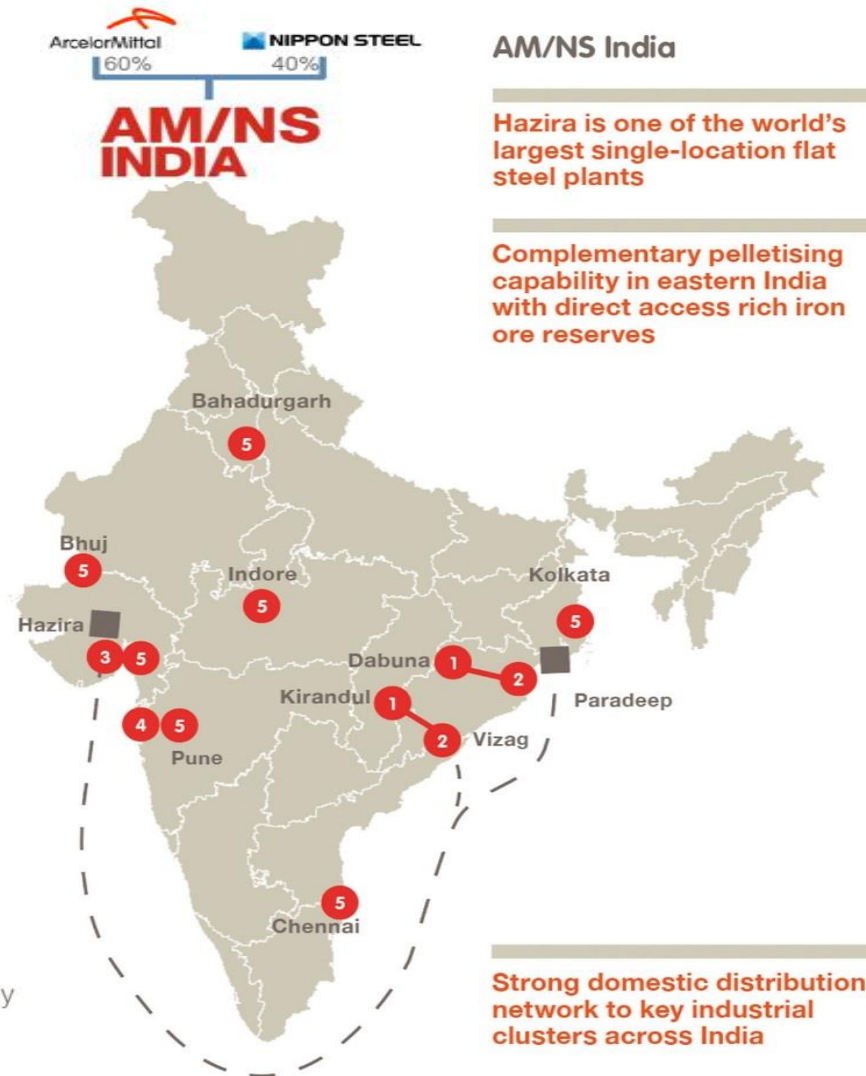 ArcelorMittal
NIPPON STEEL
60%
40%
AM/NS
INDIA
AM/NS India
Hazira is one of the world's
largest single-location flat
steel plants
Complementary pelletising
capability in eastern India
with direct access rich iron
ore reserves
Bahadurgarh
5
Bhuj
5
Indore
5
Kolkata
5
Hazira
3
5
Dabuna
1
2
Paradeep
Kirandul
1
2
Vizag
4
5
Pune
5
Chennai
y
Strong domestic distribution
network to key industrial
clusters across India